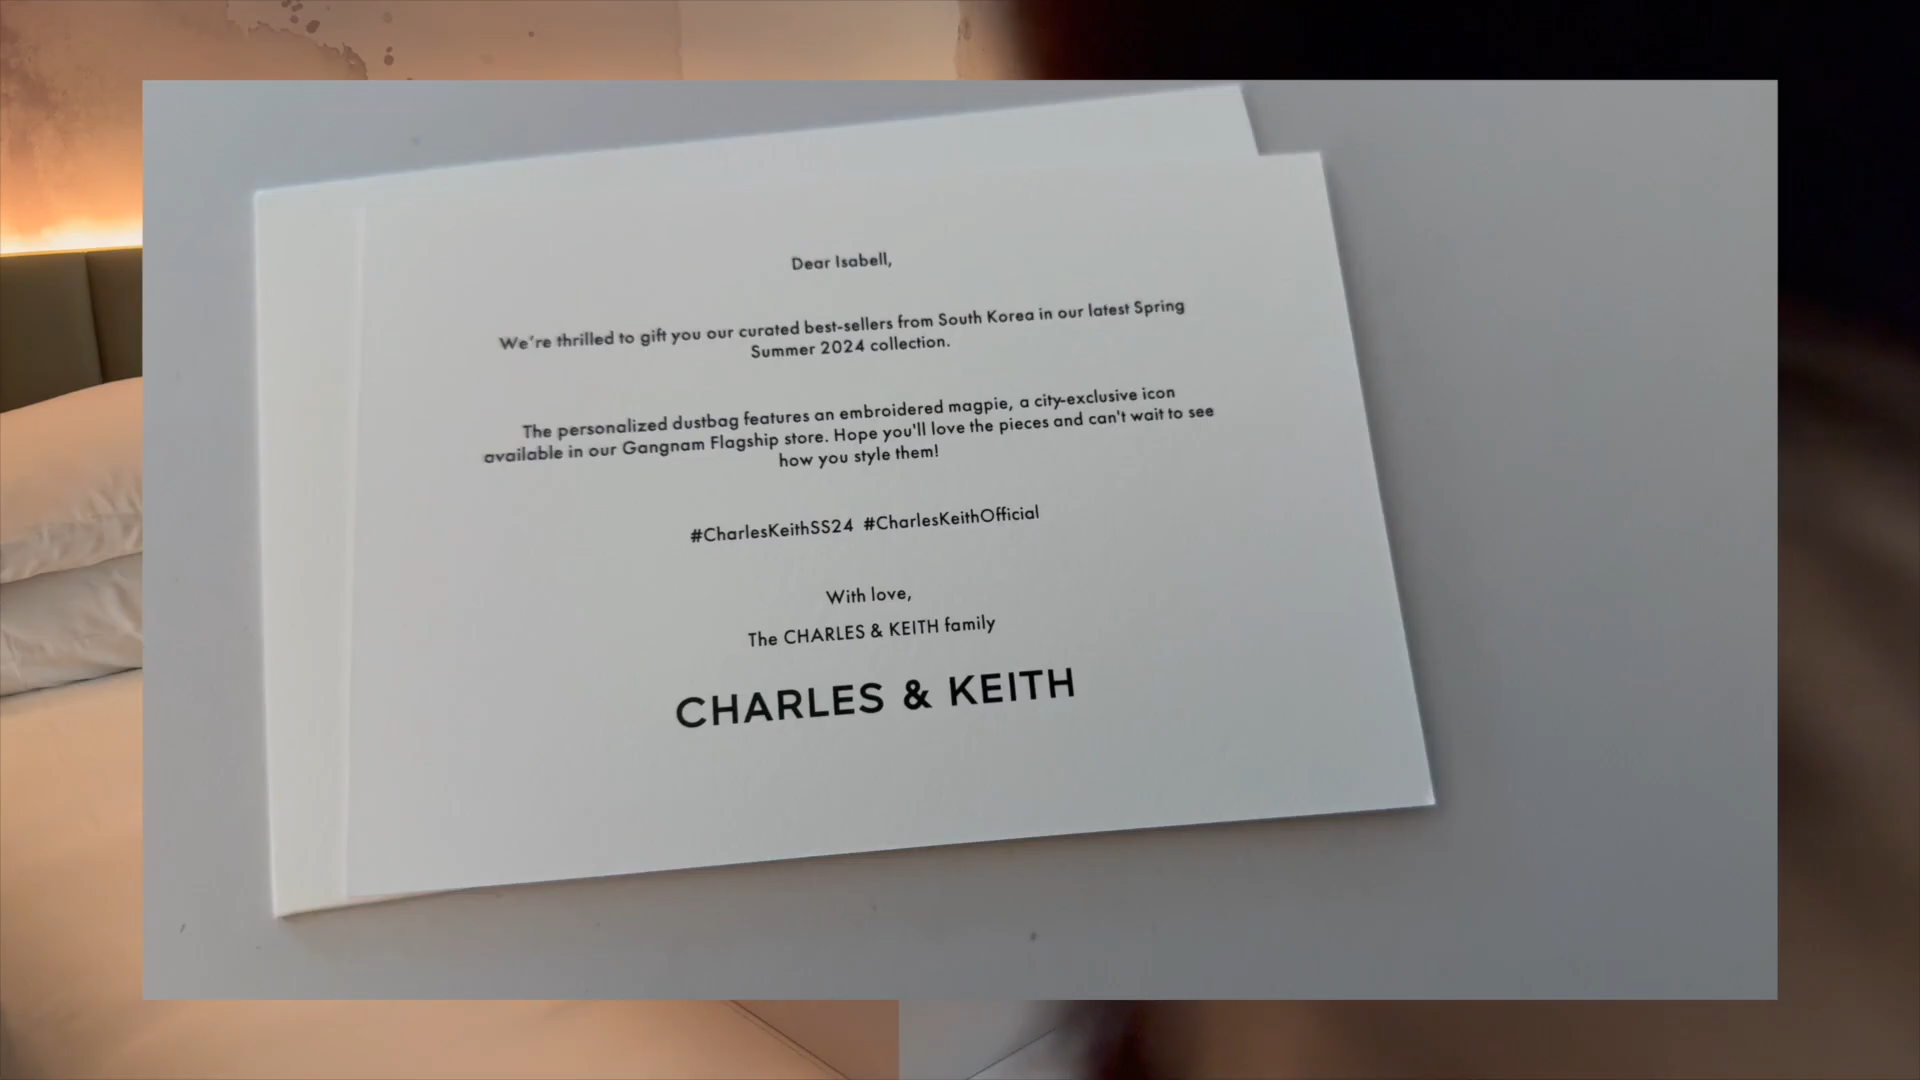 Dear Isabell,
We're thrilled to gift you our curated best-sellers from South Korea in our latest Spring
Summer 2024 collection.
The personalized dustbag features an embroidered magpie, a city-exclusive icon
available in our Gangnam Flagship store. Hope you'll love the pieces and can't wait to see
how you style them!
#CharlesKeithSS24 #CharlesKeithOfficial
With love,
The CHARLES & KEITH family
CHARLES & KEITH